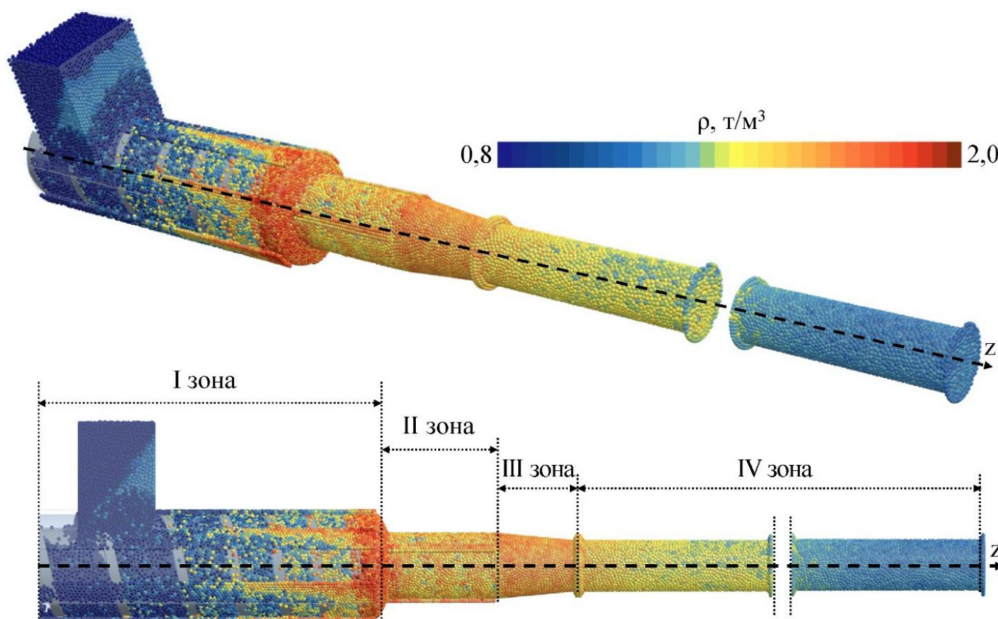 ρ, т/м³
0,8
2,0
z
I зона
II зона
III зона
IV зона
z